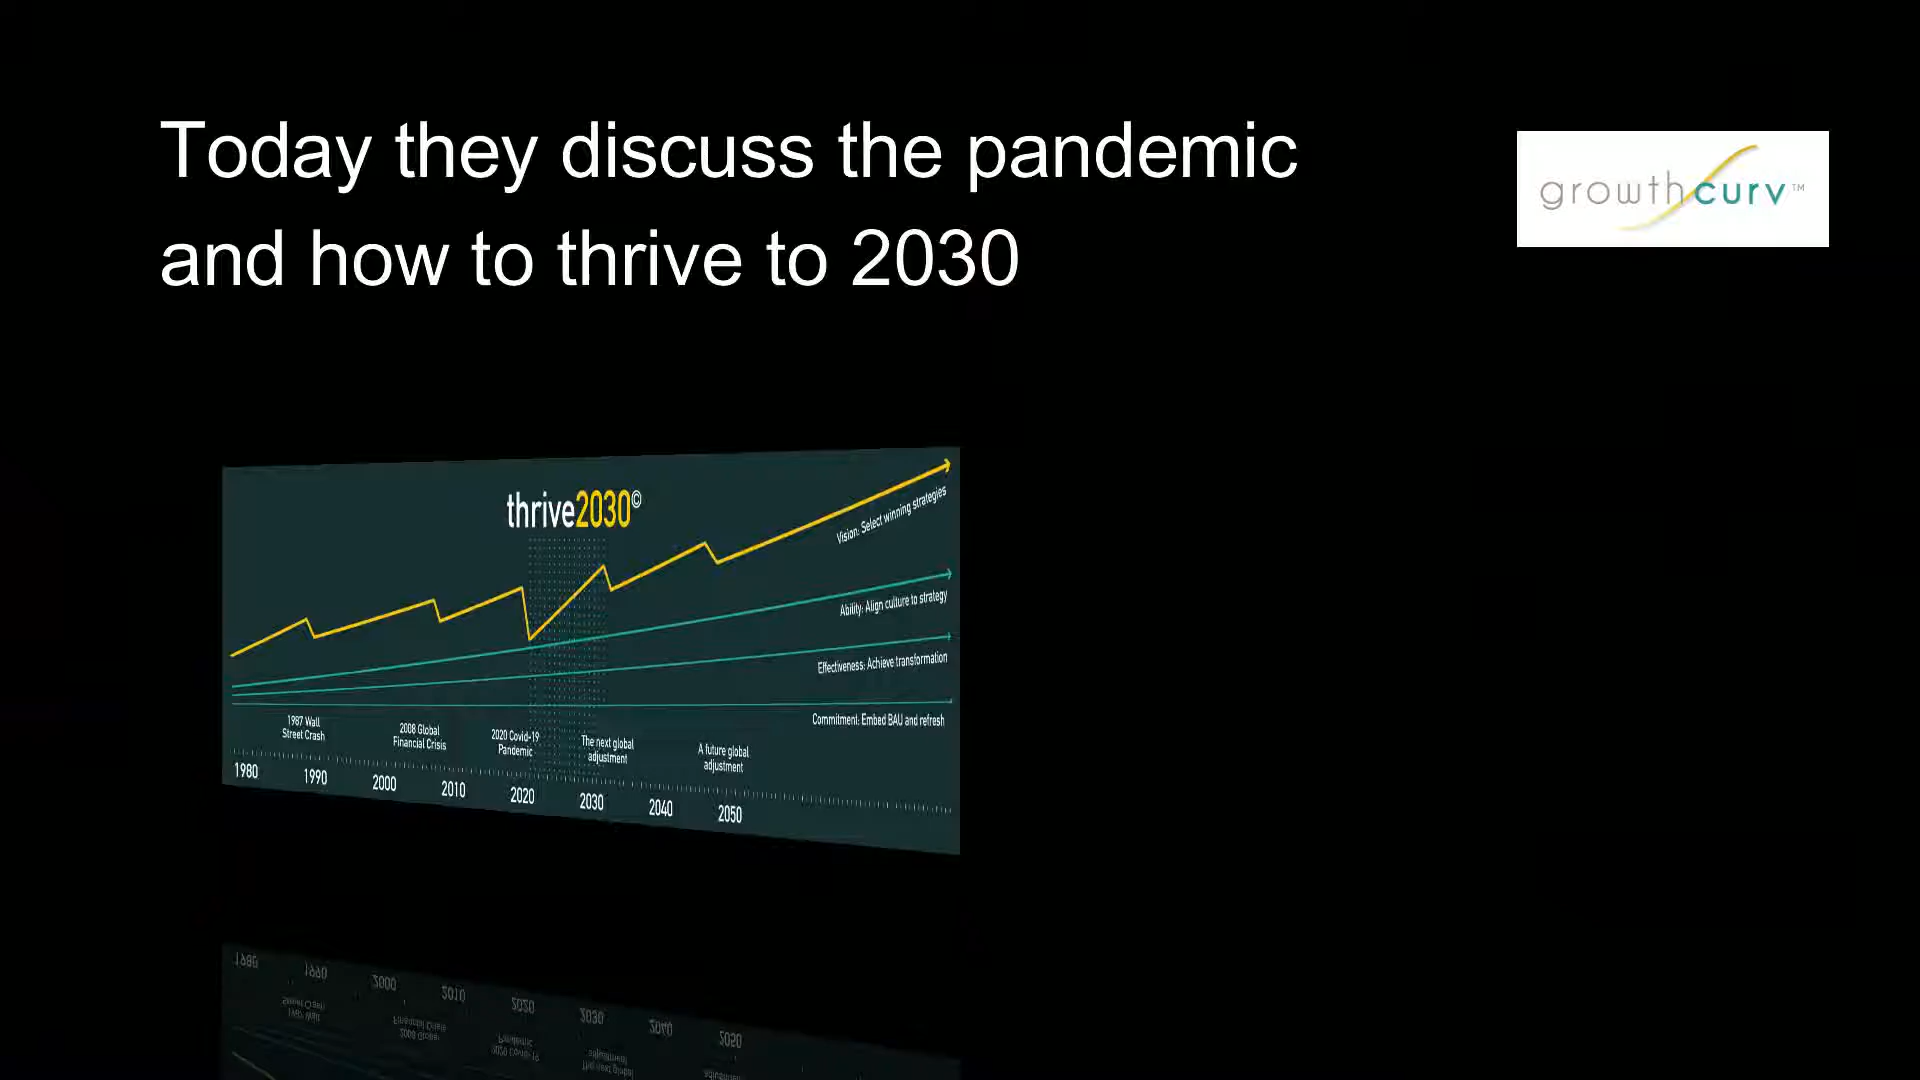 Today they discuss the pandemic
and how to thrive to 2030
growthcurv™
thrive2030©
Vision: Select winning strategies
Ability: Align culture to strategy
Effectiveness: Achieve transformation
Commitment: Embed BAU and refresh
1987 Wall
Street Crash
2008 Global
Financial Crisis
2020 Covid-19
Pandemic
The next global
adjustment
A future global
adjustment
1980 1990 2000 2010 2020 2030 2040 2050